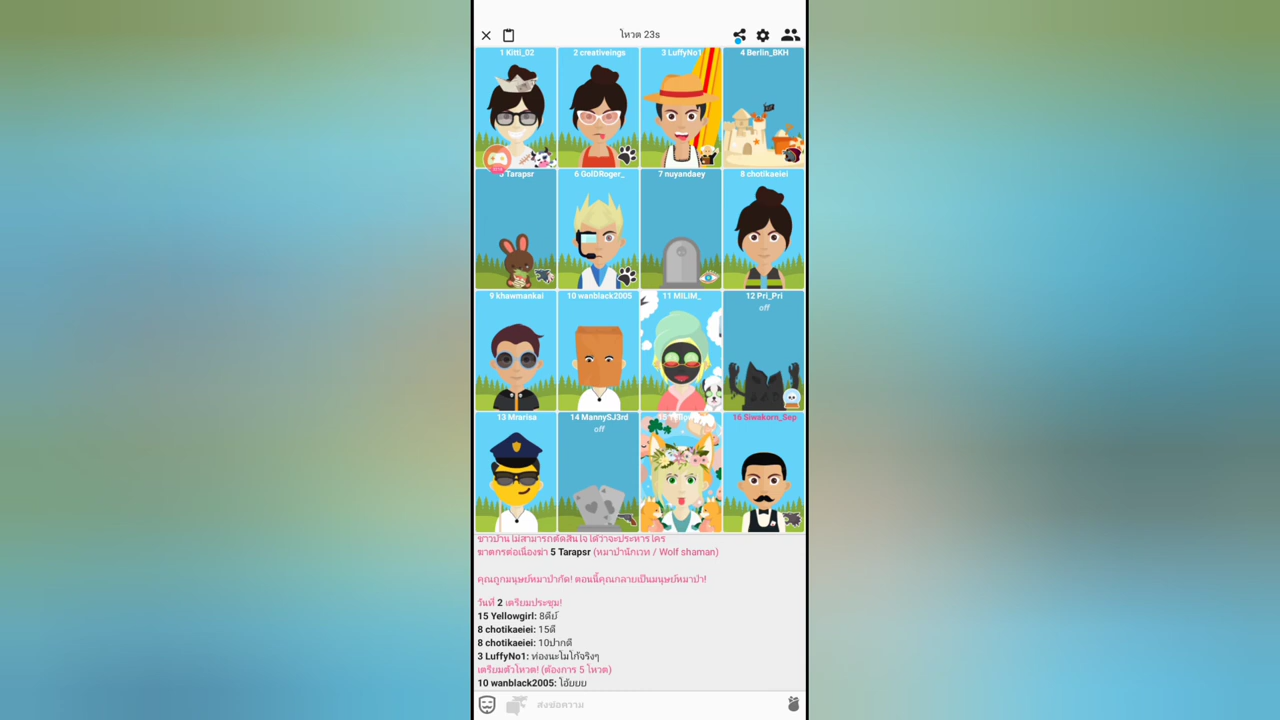 โหวต 23s
1 Kitti_02
2 creativeings
3 LuffyNo1
4 Berlin_BKH
5 Tarapsr
6 GolDRoger_
7 nuyandaey
8 chotikaeiei
9 khawmankai
10 wanblack2005
11 MILIM_
12 Pri_Pri
off
13 Mrarisa
14 MannySJ3rd
off
16 Siwakorn_Sep
ชาวบ้านไม่สามารถตัดสินใจได้ว่าจะประหารใคร
ฆาตกรต่อเนื่องฆ่า 5 Tarapsr (หมาป่านักเวท / Wolf shaman)
คุณถูกมนุษย์หมาป่ากัด! ตอนนี้คุณกลายเป็นมนุษย์หมาป่า!
วันที่ 2 เตรียมประชุม!
15 Yellowgirl: 8ดีย์
8 chotikaeiei: 15ดี
8 chotikaeiei: 10ปากดี
3 LuffyNo1: ท่องนะโมโก้จริงๆ
เตรียมตัวโหวต! (ต้องการ 5 โหวต)
10 wanblack2005: ไอ้ยยย
ส่งข้อความ